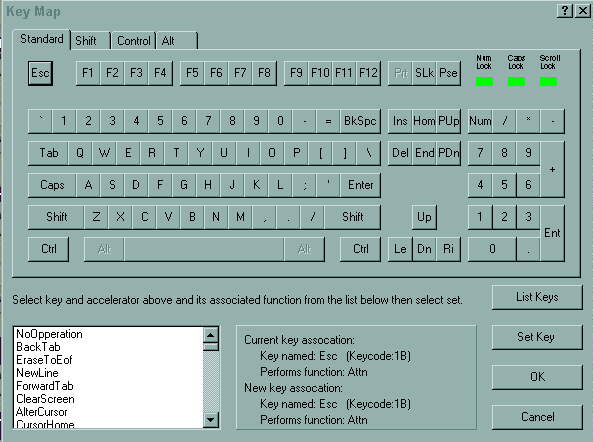 Key Map ? X
Standard Shift Control Alt
Esc F1 F2 F3 F4 F5 F6 F7 F8 F9 F10 F11 F12 Prt SLk Pse Num Lock Caps Lock Scroll Lock
` 1 2 3 4 5 6 7 8 9 0 - = BkSpc Ins Hom PUp Num / * -
Tab Q W E R T Y U I O P [ ] \ Del End PDn 7 8 9 +
Caps A S D F G H J K L ; ' Enter 4 5 6
Shift Z X C V B N M , . / Shift Up 1 2 3 Ent
Ctrl Alt Alt Ctrl Le Dn Ri 0 .
Select key and accelerator above and its associated function from the list below then select set.
List Keys
Set Key
OK
Cancel
NoOpperation
BackTab
EraseToEof
NewLine
ForwardTab
ClearScreen
AlterCursor
CursorHome
Current key assocation:
Key named: Esc (Keycode:1B)
Performs function: Attn
New key assocation:
Key named: Esc (Keycode:1B)
Performs function: Attn